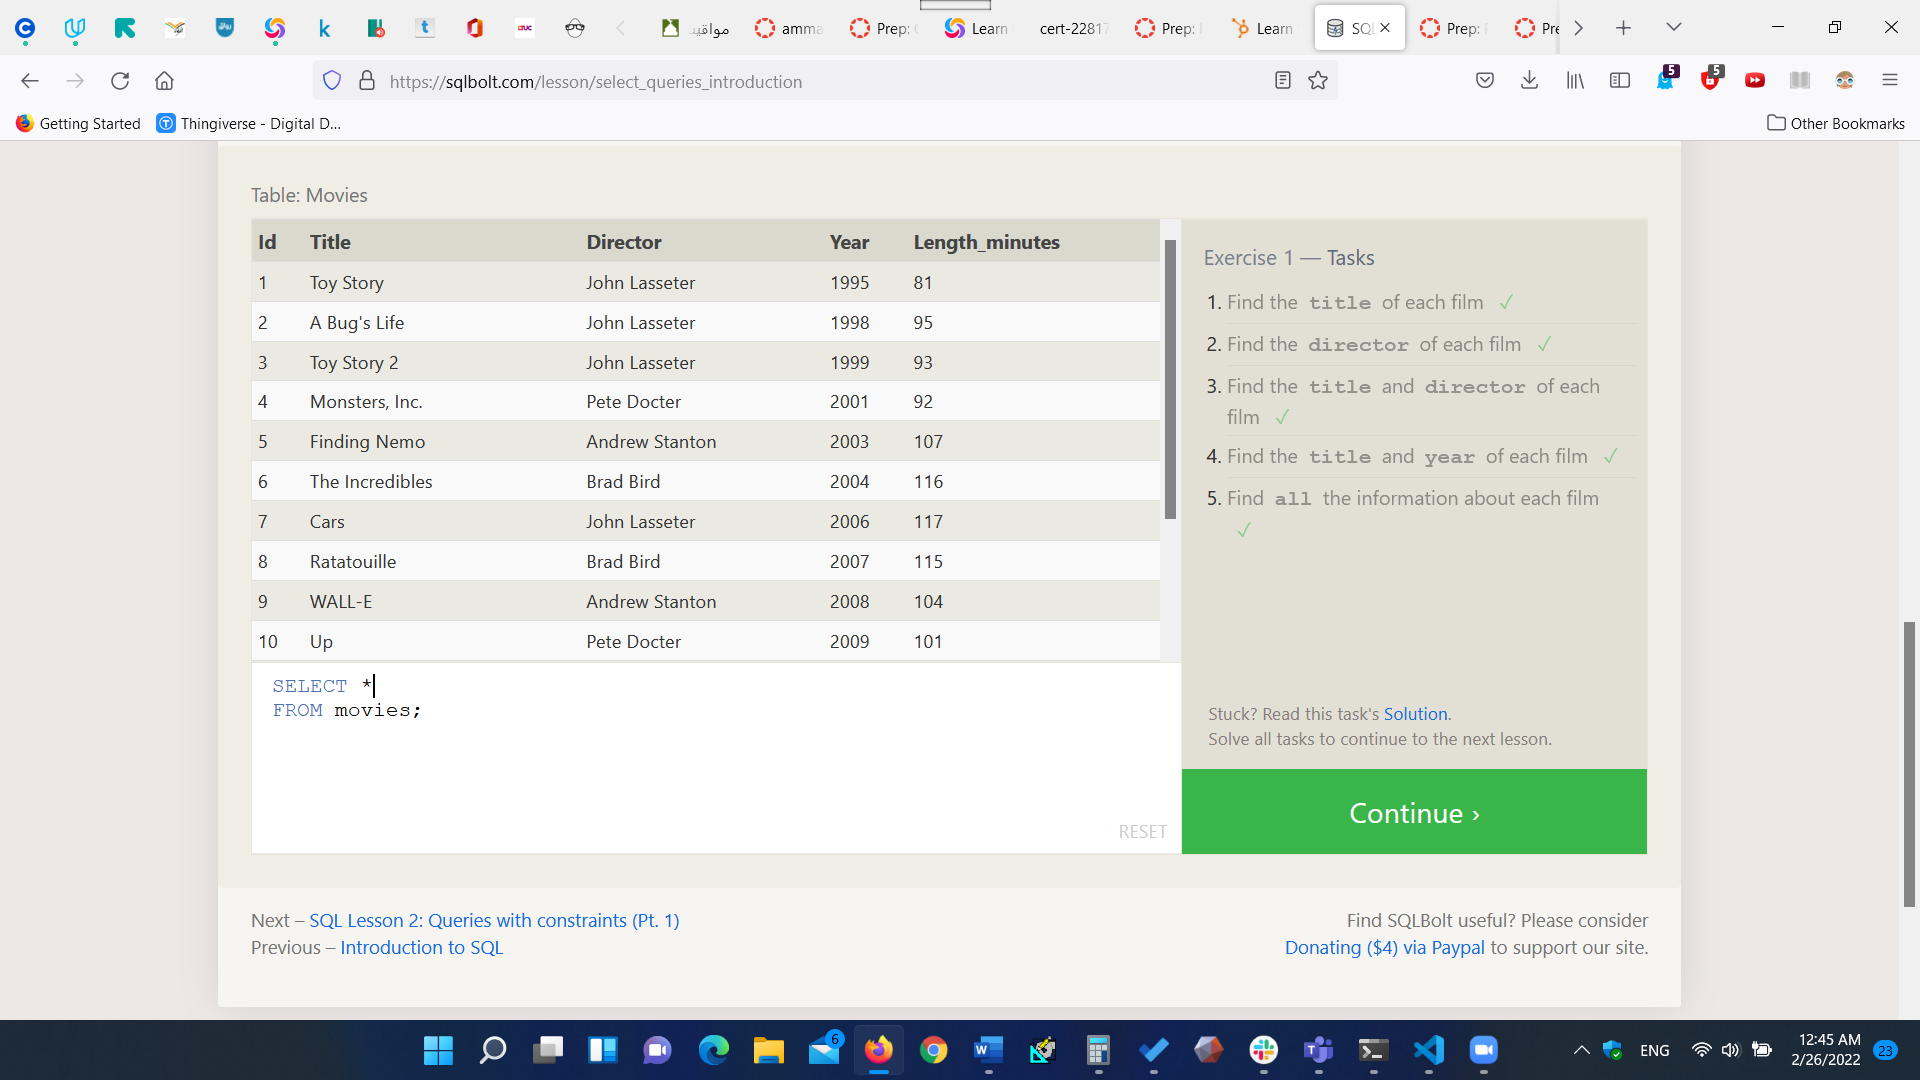 مواقيت
amma
Prep: 
Learn
cert-22817
Prep:
Learn
SQL
Prep:
Pre
https://sqlbolt.com/lesson/select_queries_introduction
5
5
Getting Started
Thingiverse - Digital D...
Other Bookmarks
Table: Movies
Id Title Director Year Length_minutes
1 Toy Story John Lasseter 1995 81
2 A Bug's Life John Lasseter 1998 95
3 Toy Story 2 John Lasseter 1999 93
4 Monsters, Inc. Pete Docter 2001 92
5 Finding Nemo Andrew Stanton 2003 107
6 The Incredibles Brad Bird 2004 116
7 Cars John Lasseter 2006 117
8 Ratatouille Brad Bird 2007 115
9 WALL-E Andrew Stanton 2008 104
10 Up Pete Docter 2009 101
SELECT *
FROM movies;
RESET
Exercise 1 — Tasks
1. Find the title of each film ✓
2. Find the director of each film ✓
3. Find the title and director of each
film ✓
4. Find the title and year of each film ✓
5. Find all the information about each film
✓
Stuck? Read this task's Solution.
Solve all tasks to continue to the next lesson.
Continue ›
Next – SQL Lesson 2: Queries with constraints (Pt. 1)
Previous – Introduction to SQL
Find SQLBolt useful? Please consider
Donating ($4) via Paypal to support our site.
6
ENG
12:45 AM
2/26/2022
23